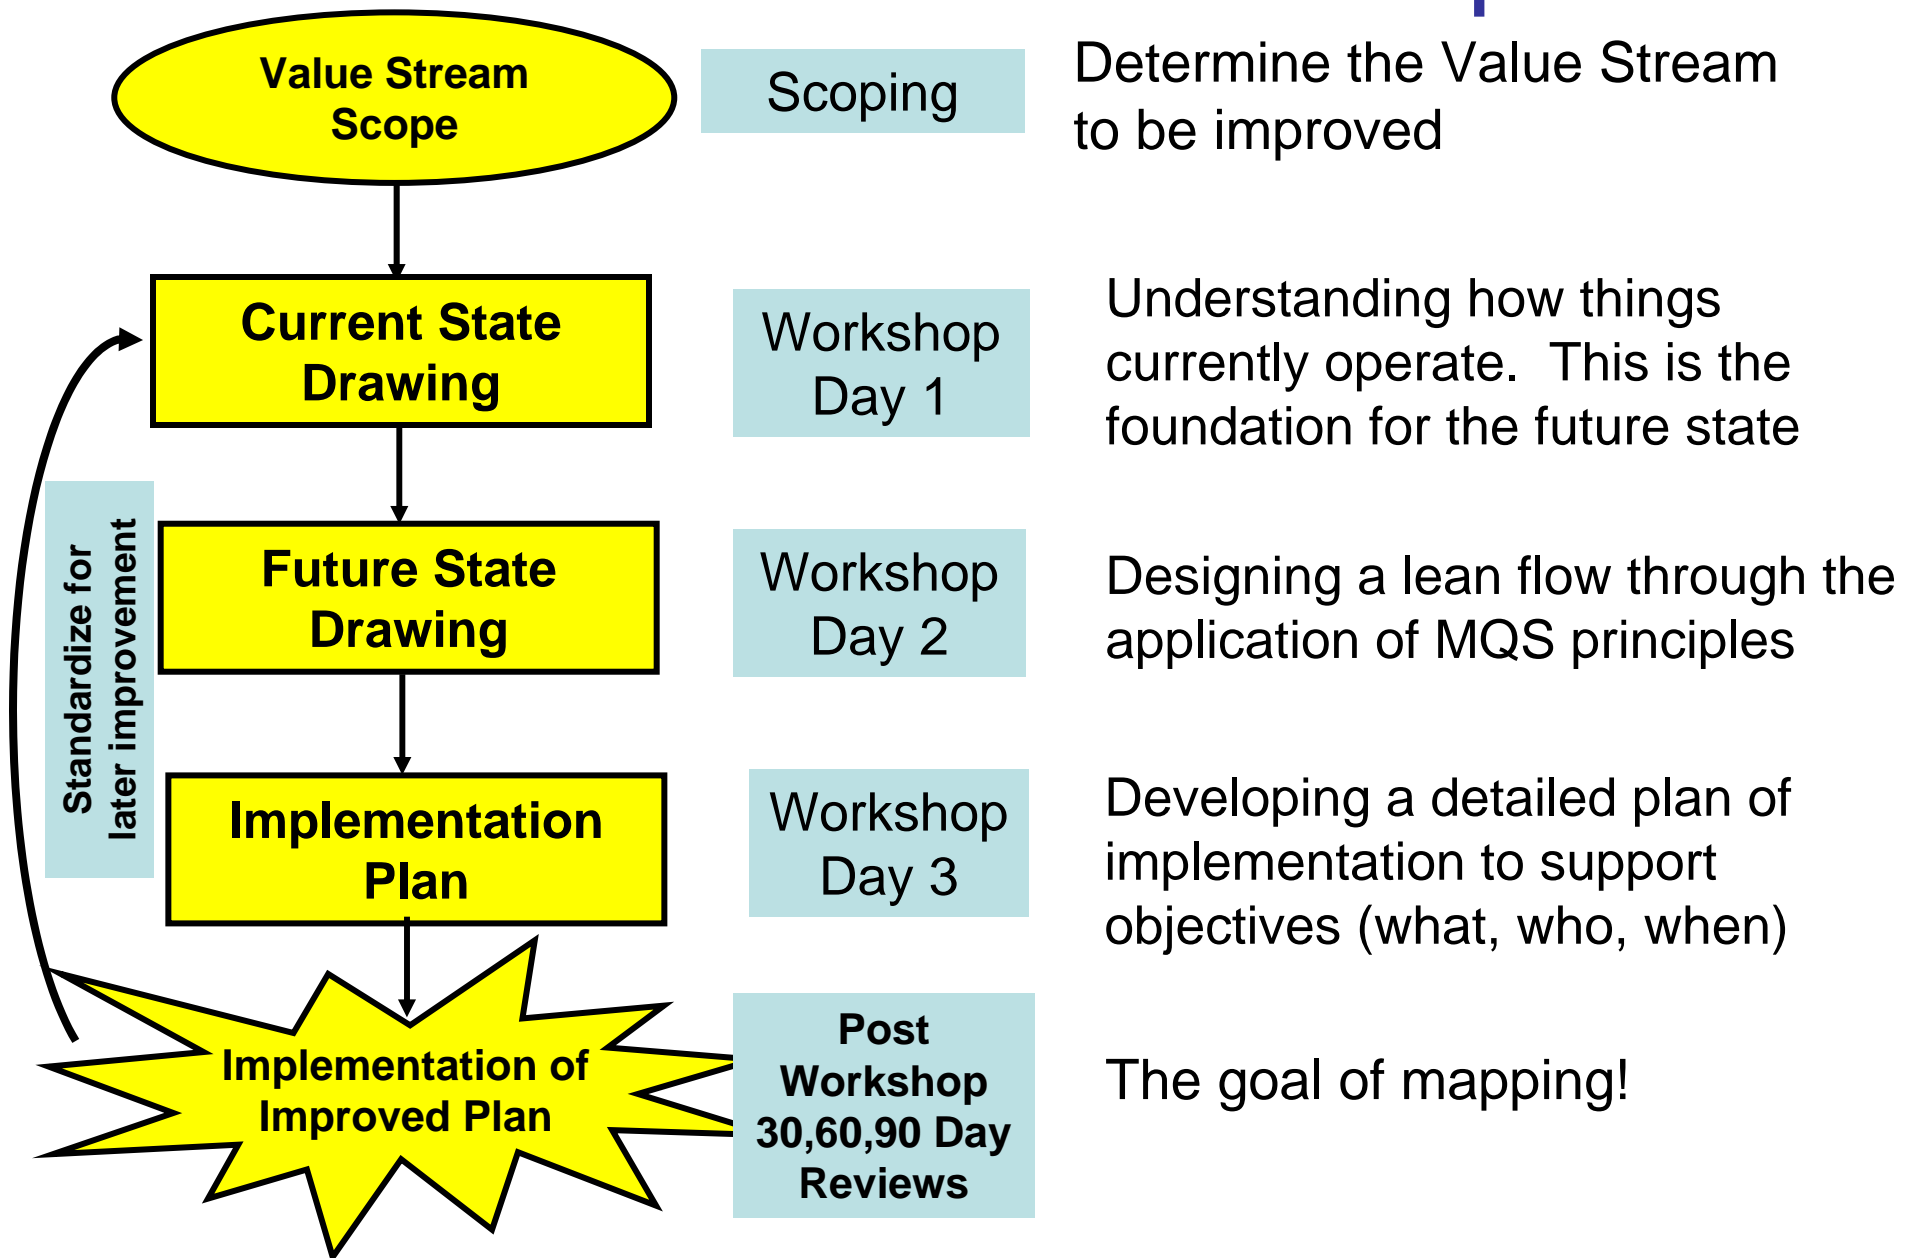 Value Stream
Scope
Scoping
Determine the Value Stream
to be improved
Current State
Drawing
Workshop
Day 1
Understanding how things
currently operate.  This is the
foundation for the future state
Standardize for
later improvement
Future State
Drawing
Workshop
Day 2
Designing a lean flow through the
application of MQS principles
Implementation
Plan
Workshop
Day 3
Developing a detailed plan of
implementation to support
objectives (what, who, when)
Implementation of
Improved Plan
Post
Workshop
30,60,90 Day
Reviews
The goal of mapping!